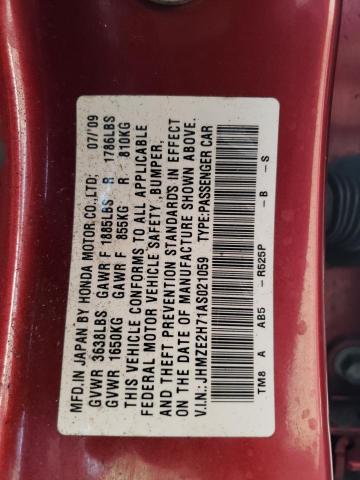 MFD.IN JAPAN BY HONDA MOTOR CO.,LTD; 07/'09
GVWR 3638LBS GAWR F 1885LBS R 1786LBS
GVWR 1650KG GAWR F 855KG R 810KG
THIS VEHICLE CONFORMS TO ALL APPLICABLE
FEDERAL MOTOR VEHICLE SAFETY ,BUMPER,
AND THEFT PREVENTION STANDARDS IN EFFECT
ON THE DATE OF MANUFACTURE SHOWN ABOVE.
V.I.N.: JHMZE2H71AS021059 TYPE:PASSENGER CAR
TM8 A AB5 -R525P -B -S